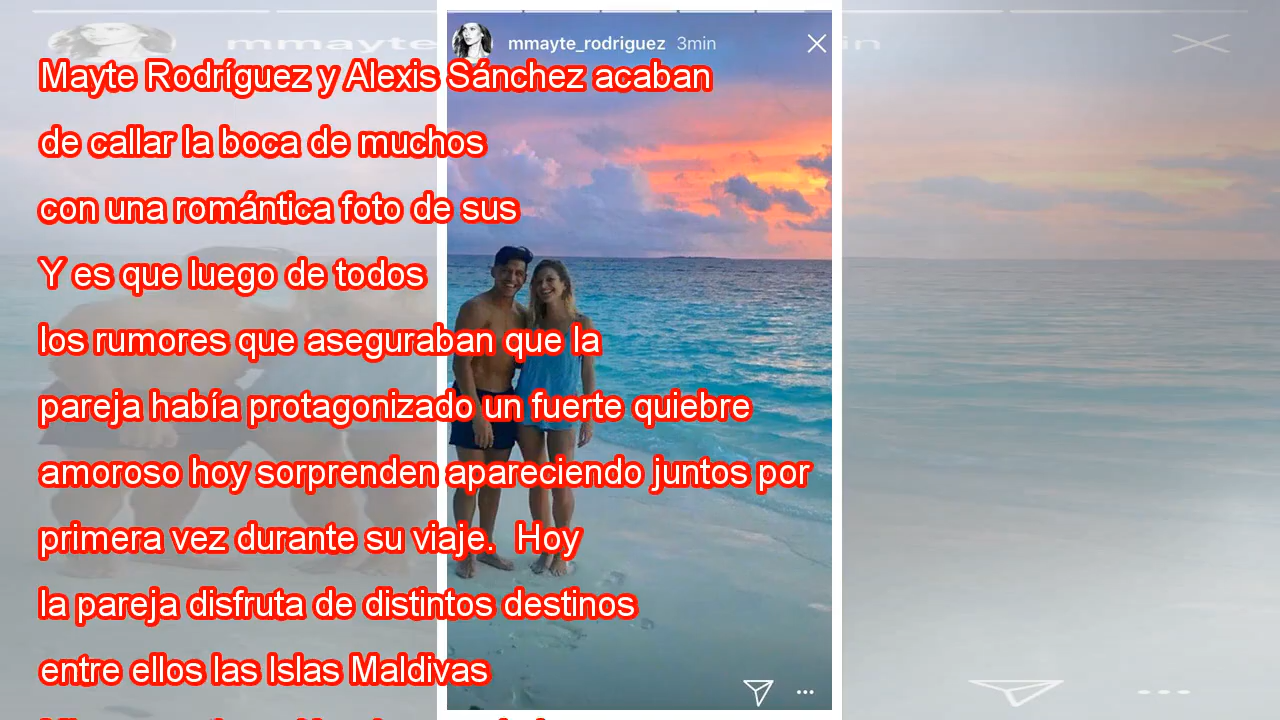 mmayte_rodriguez 3min
Mayte Rodríguez y Alexis Sánchez acaban
de callar la boca de muchos
con una romántica foto de sus
Y es que luego de todos
los rumores que aseguraban que la
pareja había protagonizado un fuerte quiebre
amoroso hoy sorprenden apareciendo juntos por
primera vez durante su viaje. Hoy
la pareja disfruta de distintos destinos
entre ellos las Islas Maldivas